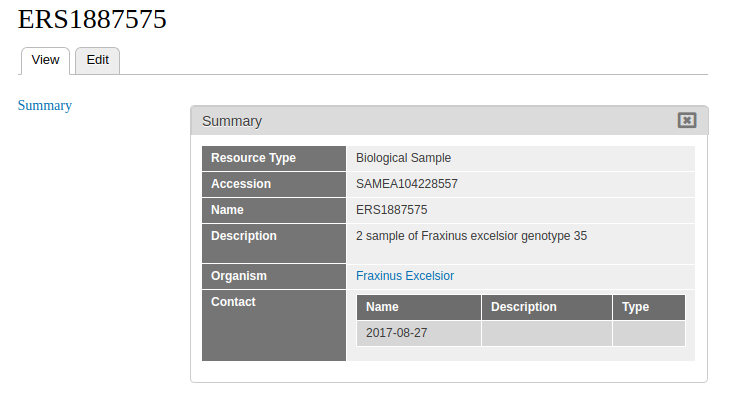 ERS1887575
View Edit
Summary
Summary
Resource Type Biological Sample
Accession SAMEA104228557
Name ERS1887575
Description 2 sample of Fraxinus excelsior genotype 35
Organism Fraxinus Excelsior
Contact
Name Description Type
2017-08-27